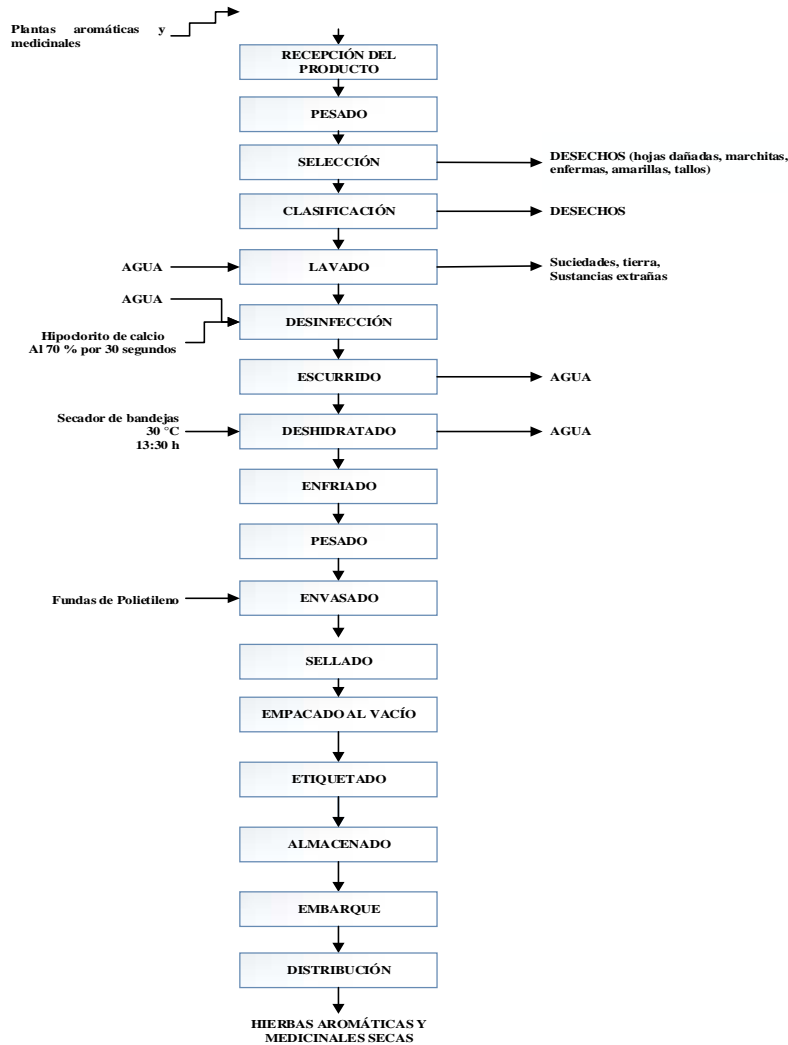 Plantas aromáticas y
medicinales
RECEPCIÓN DEL
PRODUCTO
PESADO
SELECCIÓN
DESECHOS (hojas dañadas, marchitas,
enfermas, amarillas, tallos)
CLASIFICACIÓN
DESECHOS
AGUA
LAVADO
Suciedades, tierra,
Sustancias extrañas
AGUA
DESINFECCIÓN
Hipoclorito de calcio
Al 70 % por 30 segundos
ESCURRIDO
AGUA
Secador de bandejas
30 °C
13:30 h
DESHIDRATADO
AGUA
ENFRIADO
PESADO
Fundas de Polietileno
ENVASADO
SELLADO
EMPACADO AL VACÍO
ETIQUETADO
ALMACENADO
EMBARQUE
DISTRIBUCIÓN
HIERBAS AROMÁTICAS Y
MEDICINALES SECAS